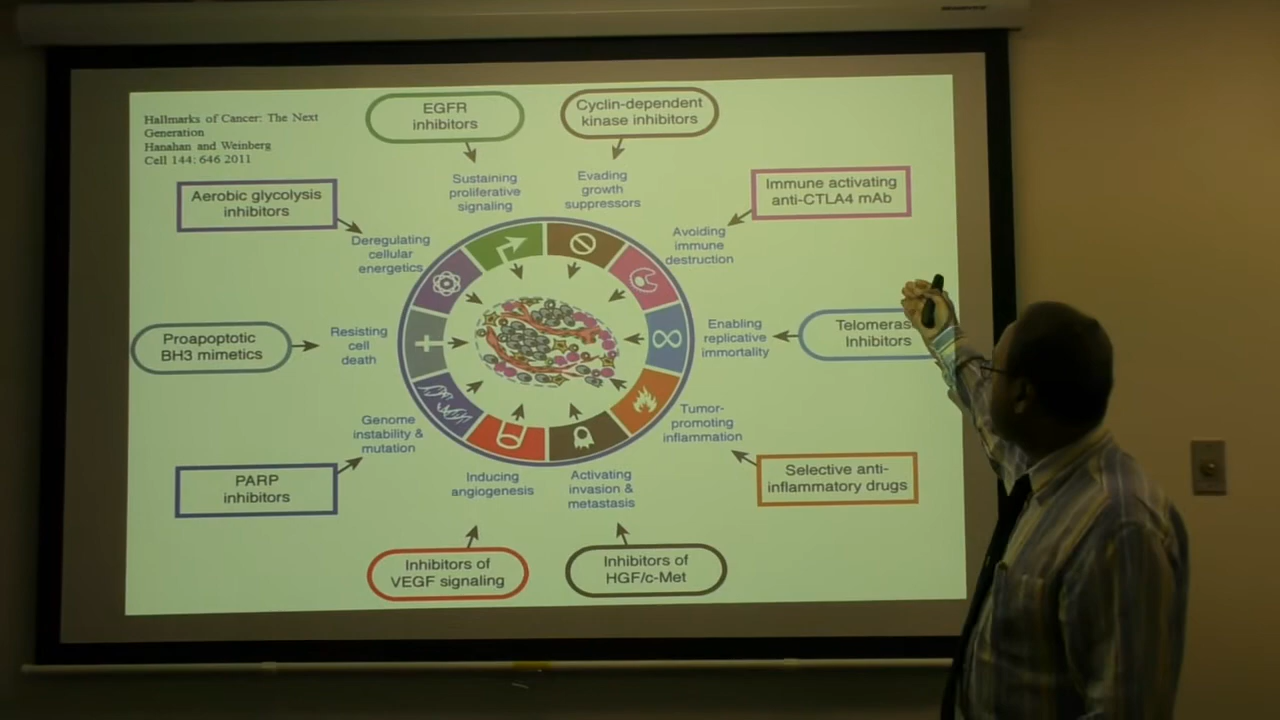 Hallmarks of Cancer: The Next
Generation
Hanahan and Weinberg
Cell 144: 646 2011
EGFR
inhibitors
Cyclin-dependent
kinase inhibitors
Sustaining
proliferative
signaling
Evading
growth
suppressors
Aerobic glycolysis
inhibitors
Immune activating
anti-CTLA4 mAb
Deregulating
cellular
energetics
Avoiding
immune
destruction
Proapoptotic
BH3 mimetics
Resisting
cell
death
Enabling
replicative
immortality
Telomeras
Inhibitors
Genome
instability &
mutation
Tumor-
promoting
inflammation
PARP
inhibitors
Selective anti-
inflammatory drugs
Inducing
angiogenesis
Activating
invasion &
metastasis
Inhibitors of
VEGF signaling
Inhibitors of
HGF/c-Met